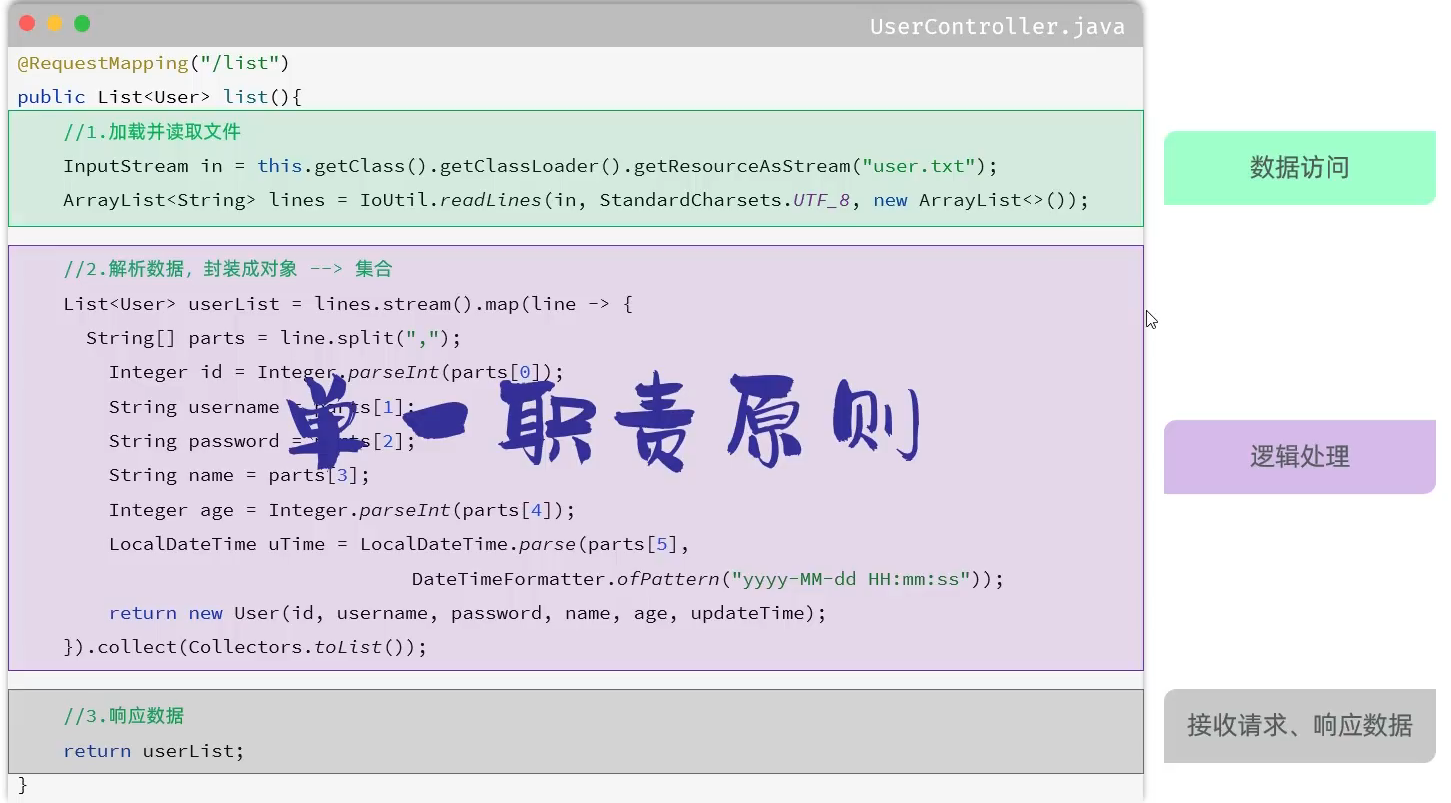 UserController.java
@RequestMapping("/list")
public List<User> list(){
//1.加载并读取文件
InputStream in = this.getClass().getClassLoader().getResourceAsStream("user.txt");
ArrayList<String> lines = IoUtil.readLines(in, StandardCharsets.UTF_8, new ArrayList<>());
数据访问
//2.解析数据，封装成对象 --> 集合
List<User> userList = lines.stream().map(line -> {
String[] parts = line.split(",");
Integer id = Integer.parseInt(parts[0]);
String username = parts[1];
String password = parts[2];
String name = parts[3];
Integer age = Integer.parseInt(parts[4]);
LocalDateTime uTime = LocalDateTime.parse(parts[5],
DateTimeFormatter.ofPattern("yyyy-MM-dd HH:mm:ss"));
return new User(id, username, password, name, age, updateTime);
}).collect(Collectors.toList());
单一职责原则
逻辑处理
//3.响应数据
return userList;
}
接收请求、响应数据